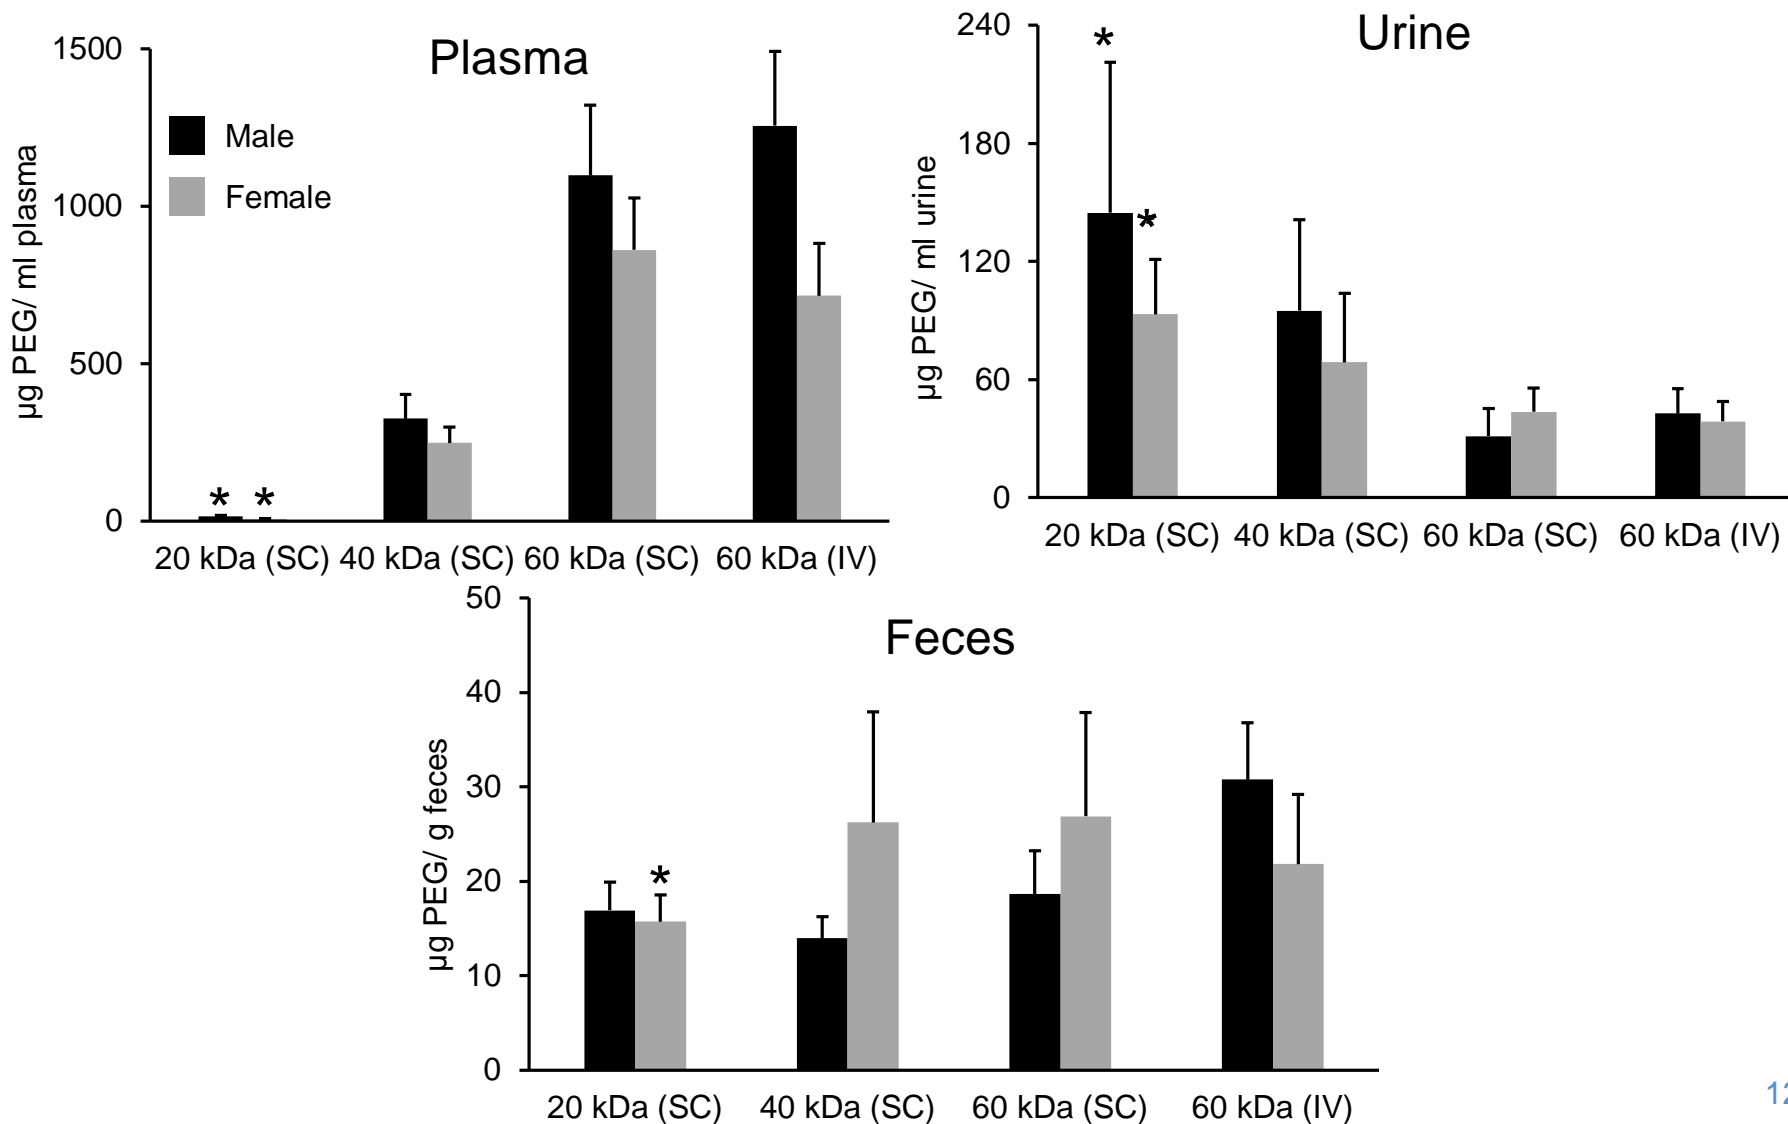 Plasma
1500
1000
500
0
µg PEG/ ml plasma
Male
Female
* *
20 kDa (SC) 40 kDa (SC) 60 kDa (SC) 60 kDa (IV)
Urine
240
180
120
60
0
µg PEG/ ml urine
*
*
20 kDa (SC) 40 kDa (SC) 60 kDa (SC) 60 kDa (IV)
Feces
50
40
30
20
10
0
µg PEG/ g feces
*
20 kDa (SC) 40 kDa (SC) 60 kDa (SC) 60 kDa (IV)
12